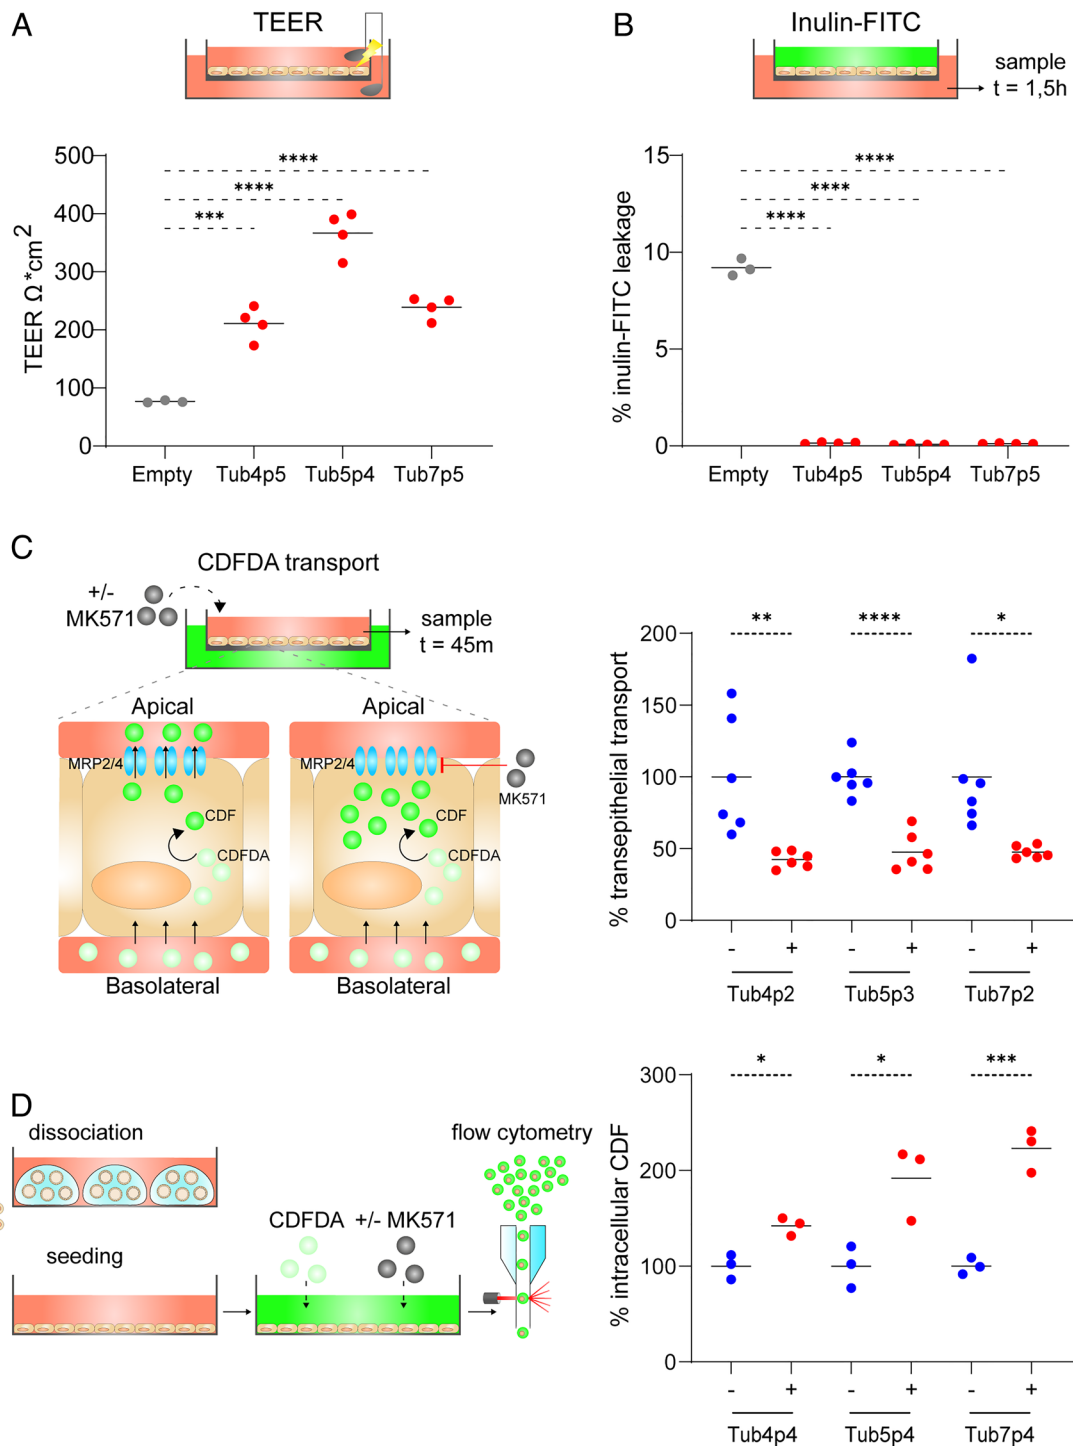 A
TEER
TEER Ω*cm2
500
400
300
200
100
0
****
****
***
Empty
Tub4p5
Tub5p4
Tub7p5
B
Inulin-FITC
sample
t = 1,5h
% inulin-FITC leakage
15
10
5
0
****
****
****
Empty
Tub4p5
Tub5p4
Tub7p5
C
CDFDA transport
+/-
MK571
sample
t = 45m
Apical
MRP2/4
CDF
CDFDA
Basolateral
Apical
MRP2/4
MK571
CDF
CDFDA
Basolateral
% transepithelial transport
200
150
100
50
0
**
****
*
- + - + - +
Tub4p2
Tub5p3
Tub7p2
D
dissociation
seeding
CDFDA +/- MK571
flow cytometry
% intracellular CDF
300
200
100
0
*
*
***
- + - + - +
Tub4p4
Tub5p4
Tub7p4